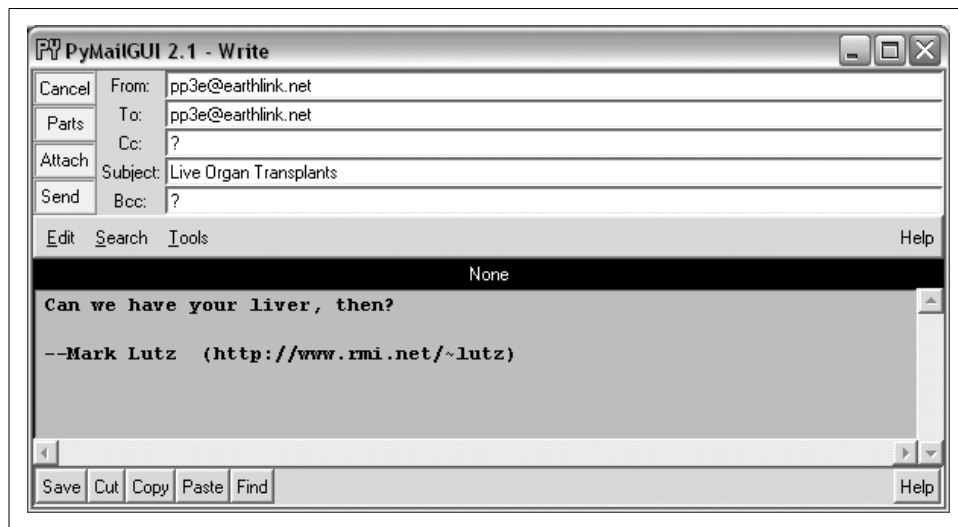 PY PyMailGUI 2.1 - Write
Cancel From: pp3e@earthlink.net
Parts To: pp3e@earthlink.net
Cc: ?
Attach Subject: Live Organ Transplants
Send Bcc: ?
Edit Search Tools Help
None
Can we have your liver, then?
--Mark Lutz (http://www.rmi.net/~lutz)
Save Cut Copy Paste Find Help